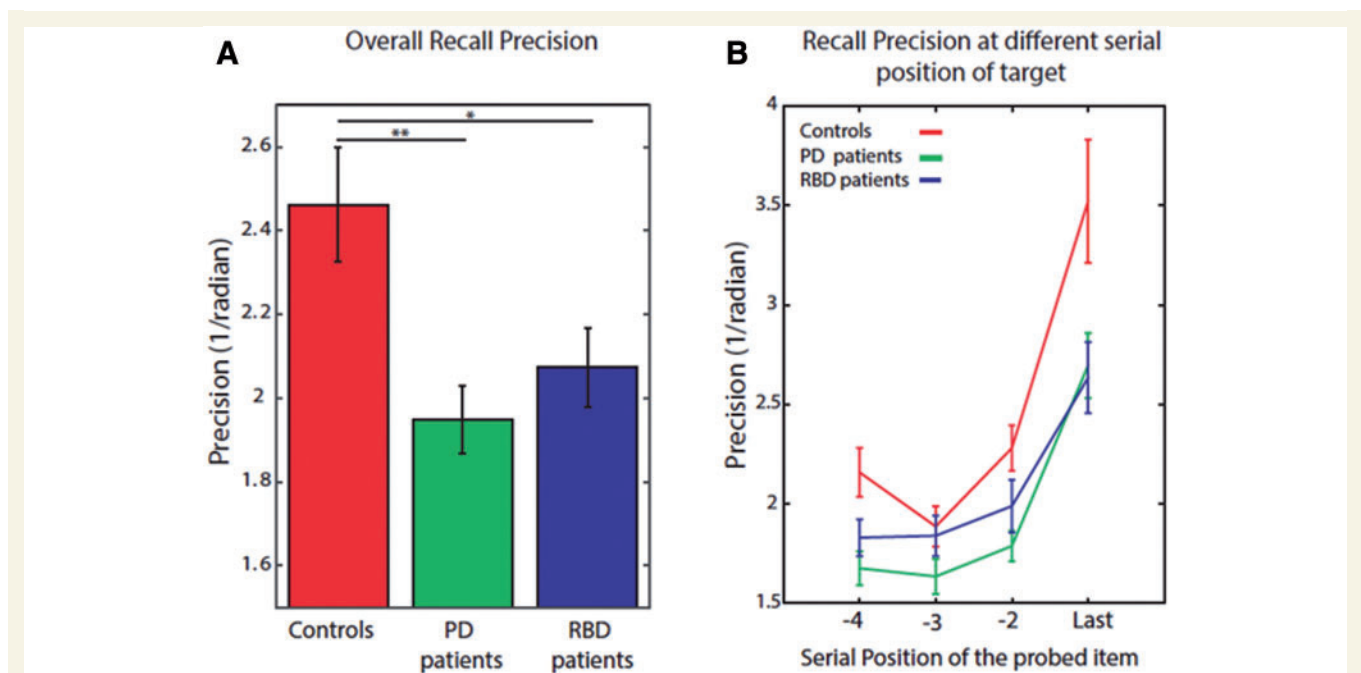 A
Overall Recall Precision
Precision (1/radian)
2.6
2.4
2.2
2
1.8
1.6
*
**
Controls
PD
patients
RBD
patients
B
Recall Precision at different serial
position of target
Precision (1/radian)
4
3.5
3
2.5
2
1.5
Controls
PD patients
RBD patients
-4
-3
-2
Last
Serial Position of the probed item